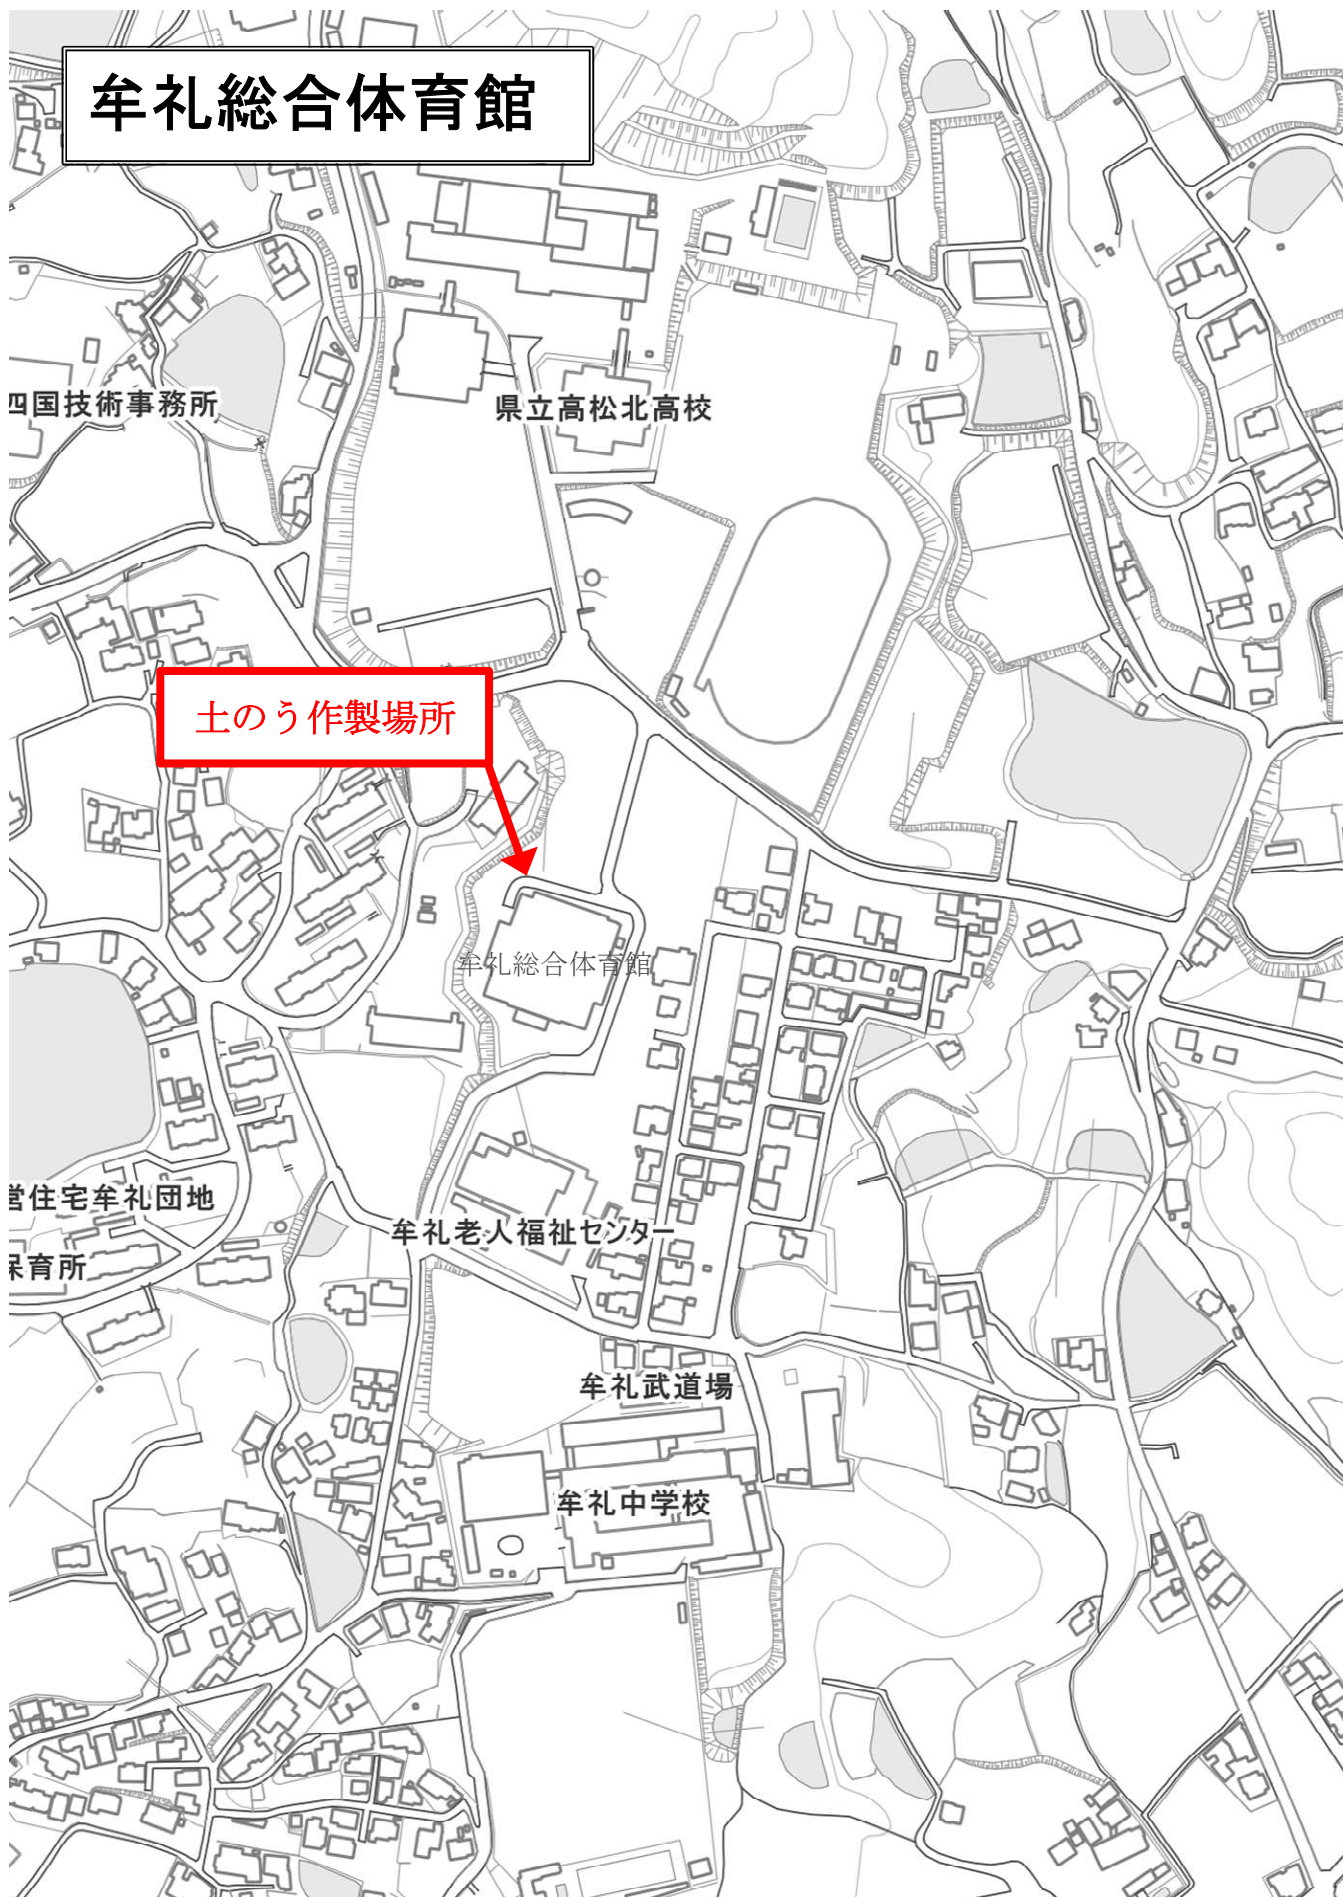 牟礼総合体育館
四国技術事務所
県立高松北高校
土のう作製場所
牟礼総合体育館
営住宅牟礼団地
牟礼老人福祉センター
保育所
牟礼武道場
牟礼中学校